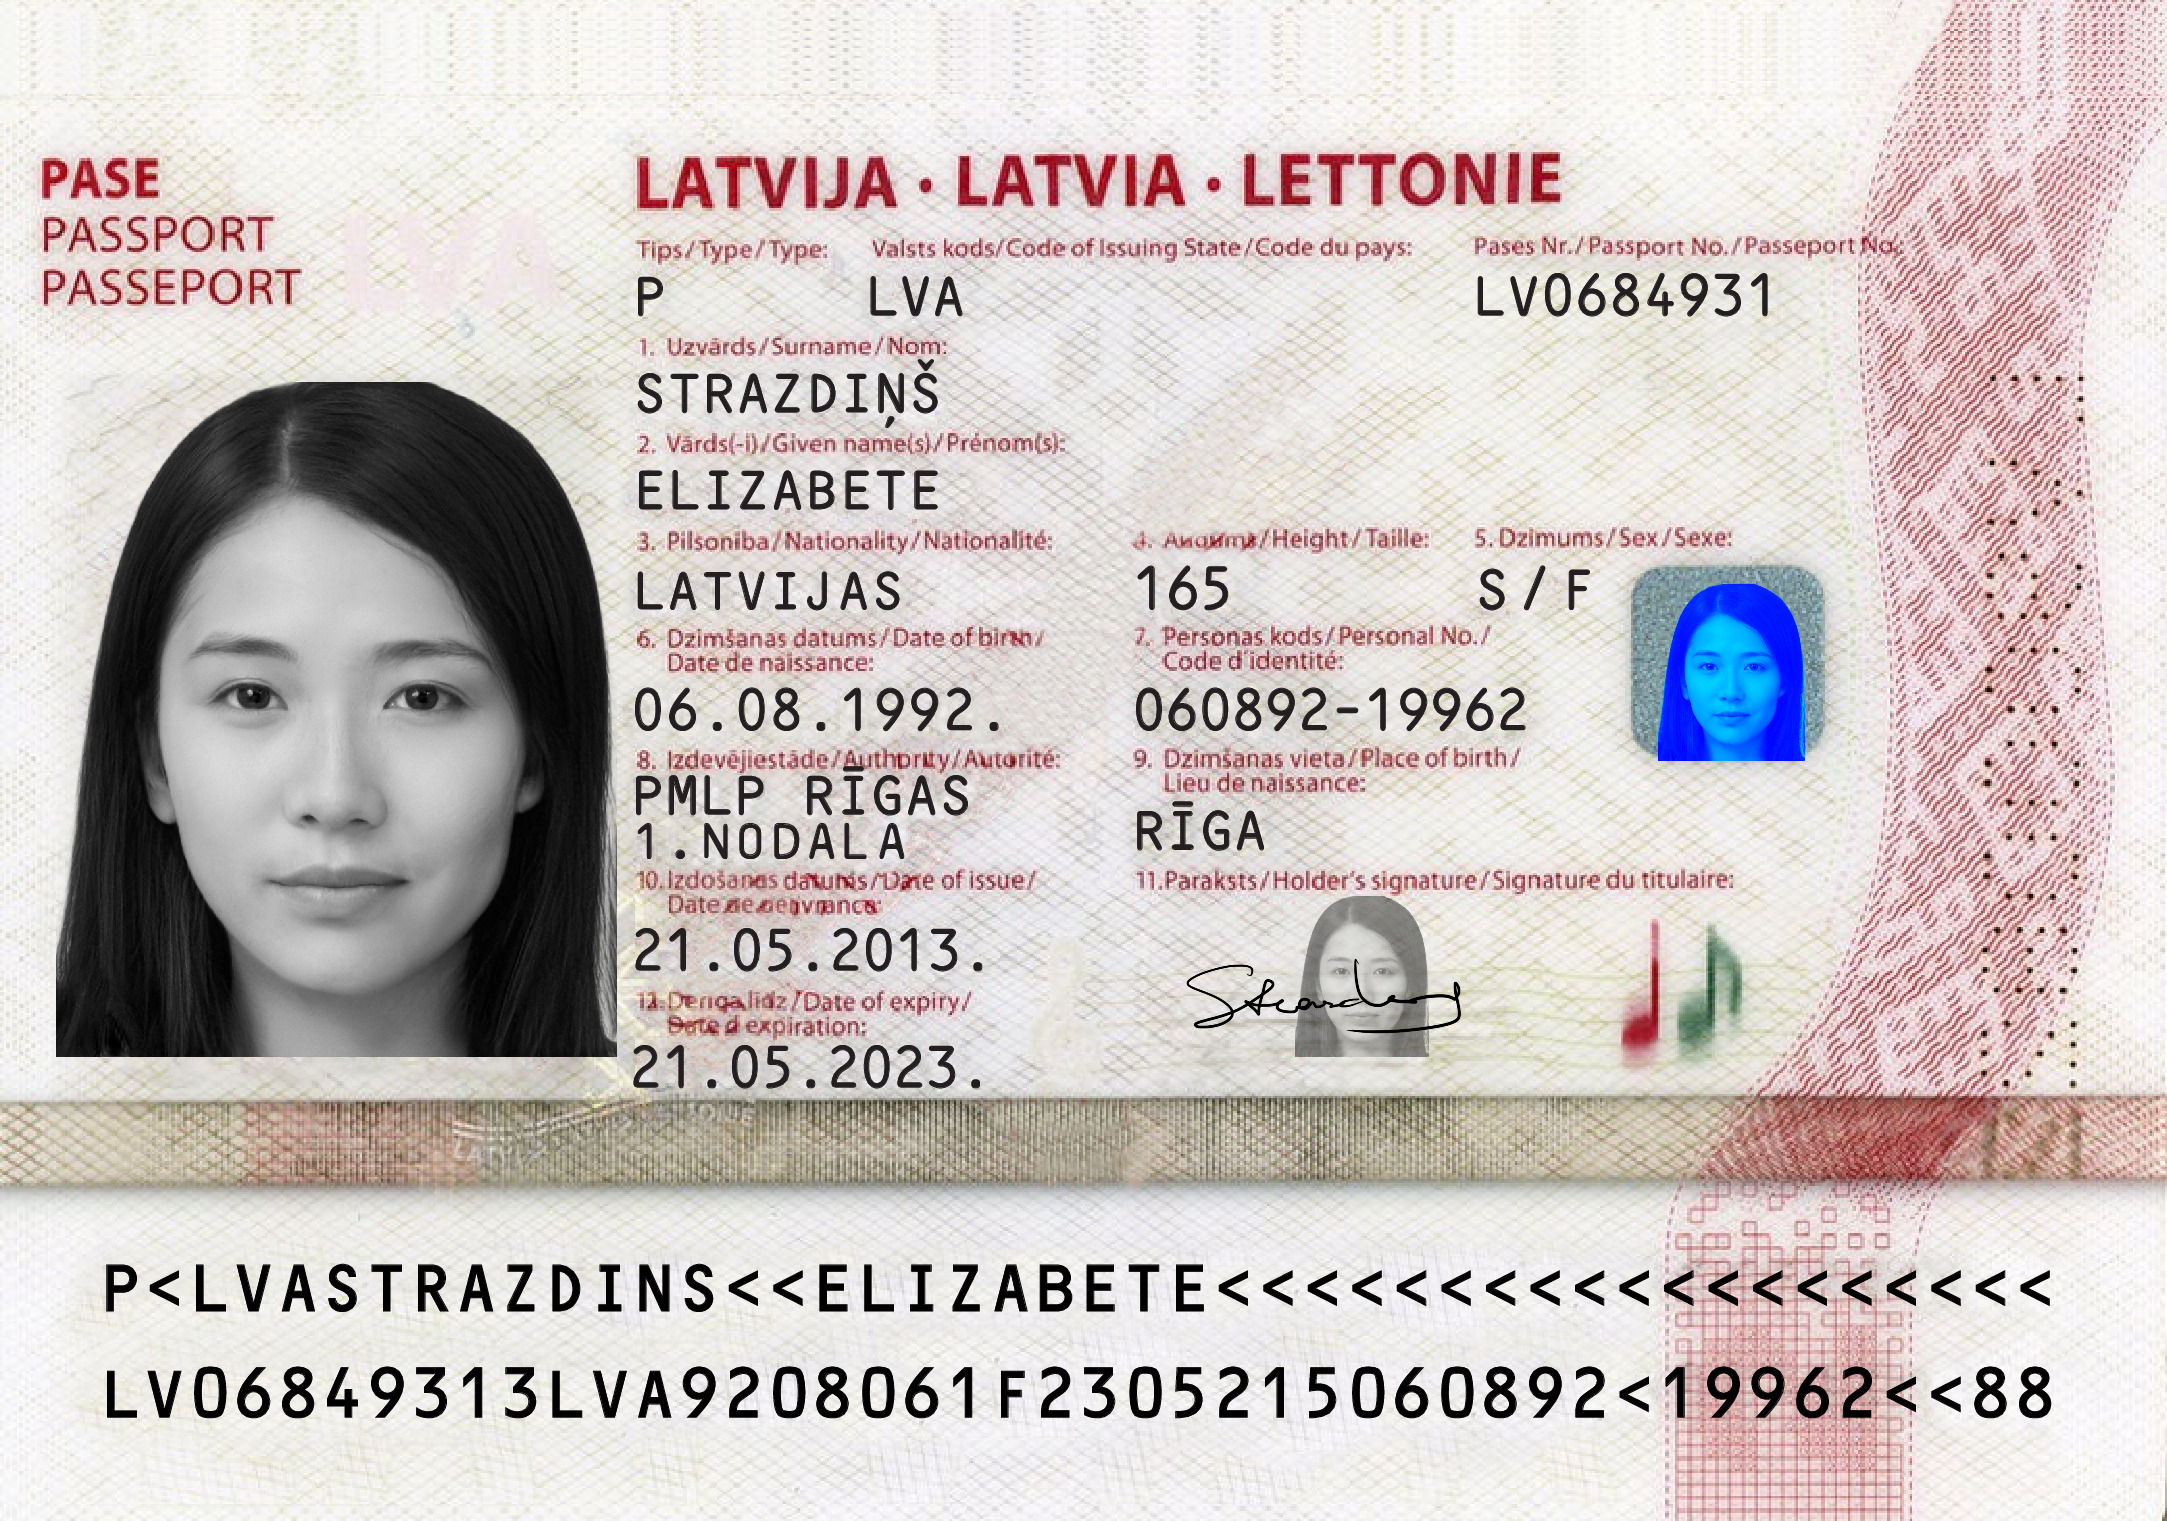 PASE
PASSPORT
PASSEPORT
LVA
LATVIJA · LATVIA · LETTONIE
Tips/Type/Type: Valsts kods/Code of Issuing State/Code du pays: Pases Nr./Passport No./Passeport No.:
P LVA LV0684931
1. Uzvārds/Surname/Nom:
STRAZDIŅŠ
2. Vārds(-i)/Given name(s)/Prénom(s):
ELIZABETE
3. Pilsonība/Nationality/Nationalité: 4. Augums/Height/Taille: 5. Dzimums/Sex/Sexe:
LATVIJAS 165 S/F
6. Dzimšanas datums/Date of birth/ 7. Personas kods/Personal No./
Date de naissance: Code d'identité:
06.08.1992. 060892-19962
8. Izdevējiestāde/Authority/Autorité: 9. Dzimšanas vieta/Place of birth/
Lieu de naissance:
PMLP RĪGAS
1.NODALA RĪGA
10. Izdošanas datums/Date of issue/ 11. Paraksts/Holder's signature/Signature du titulaire:
Date de délivrance:
21.05.2013.
12. Derīga līdz/Date of expiry/
Date d'expiration:
21.05.2023.
P<LVASTRAZDINS<<ELIZABETE<<<<<<<<<<<<<<<<<<<
LV06849313LVA9208061F2305215060892<19962<<88